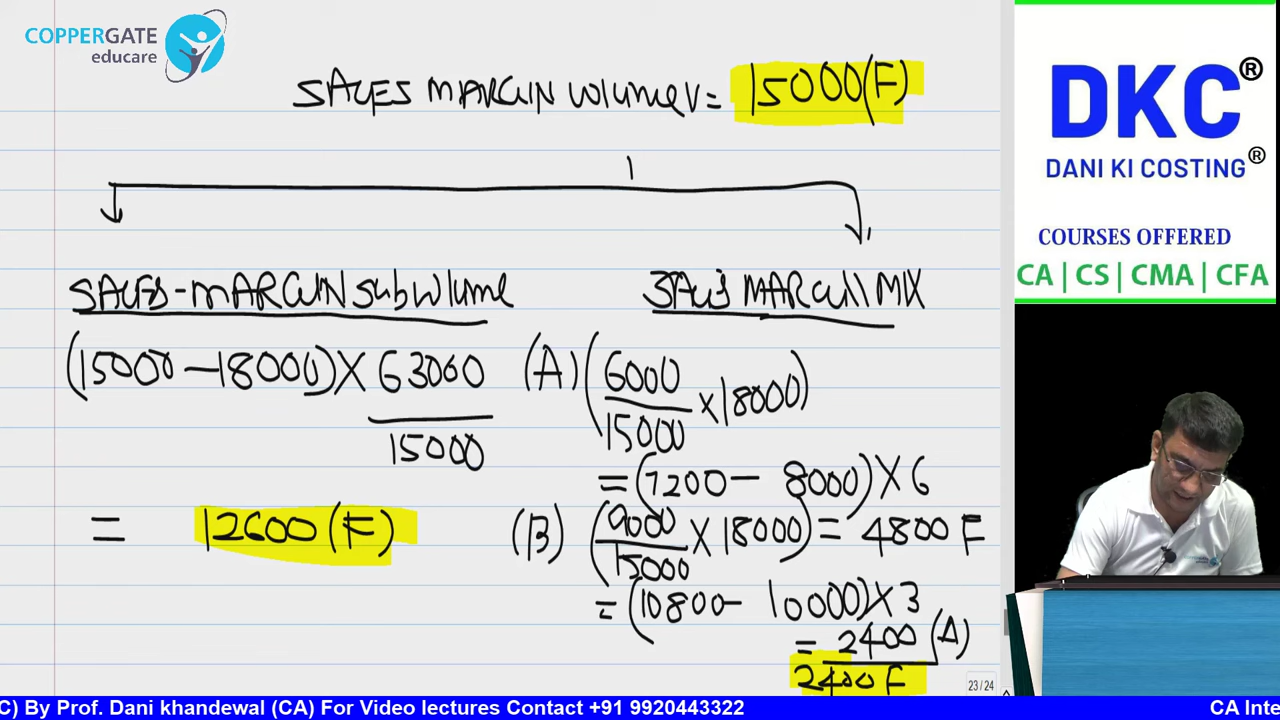 COPPERGATE
educare
SALES MARGIN Volume V = 15000(F)
SALES-MARGIN sub volume
(15000 - 18000) X 63000
15000
= 12600 (F)
SALES MARGIN MIX
(A) (6000
15000 × 18000)
= (7200 - 8000) X 6
= 4800 F
(B) (9000
15000 X 18000)
= (10800 - 10000) X 3
= 2400 (A)
2400 F
23 / 24
DKC®
DANI KI COSTING®
COURSES OFFERED
CA | CS | CMA | CFA
C) By Prof. Dani khandewal (CA) For Video lectures Contact +91 9920443322
CA Inte